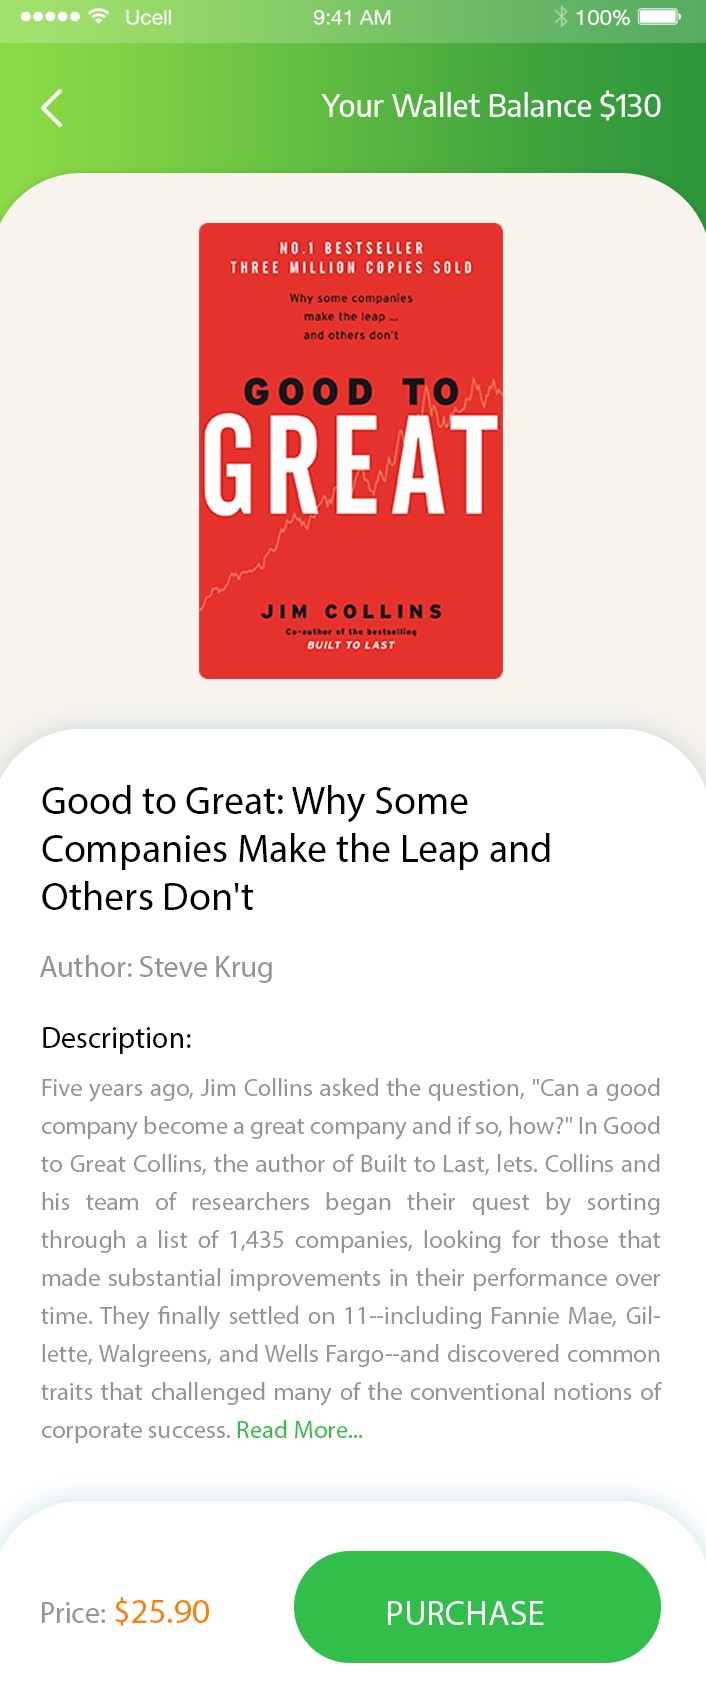 Ucell 9:41 AM 100%
Your Wallet Balance $130
NO.1 BESTSELLER
THREE MILLION COPIES SOLD
Why some companies
make the leap ...
and others don't
GOOD TO
GREAT
JIM COLLINS
Co-author of the bestselling
BUILT TO LAST
Good to Great: Why Some
Companies Make the Leap and
Others Don't
Author: Steve Krug
Description:
Five years ago, Jim Collins asked the question, "Can a good
company become a great company and if so, how?" In Good
to Great Collins, the author of Built to Last, lets. Collins and
his team of researchers began their quest by sorting
through a list of 1,435 companies, looking for those that
made substantial improvements in their performance over
time. They finally settled on 11--including Fannie Mae, Gil-
lette, Walgreens, and Wells Fargo--and discovered common
traits that challenged many of the conventional notions of
corporate success. Read More...
Price: $25.90
PURCHASE